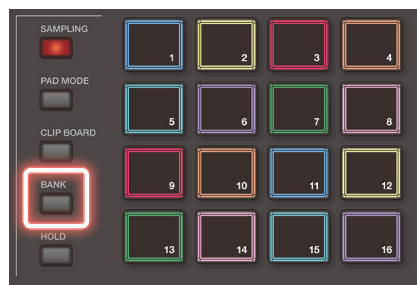 SAMPLING
1 2 3 4
PAD MODE
5 6 7 8
CLIP BOARD
9 10 11 12
BANK
HOLD
13 14 15 16